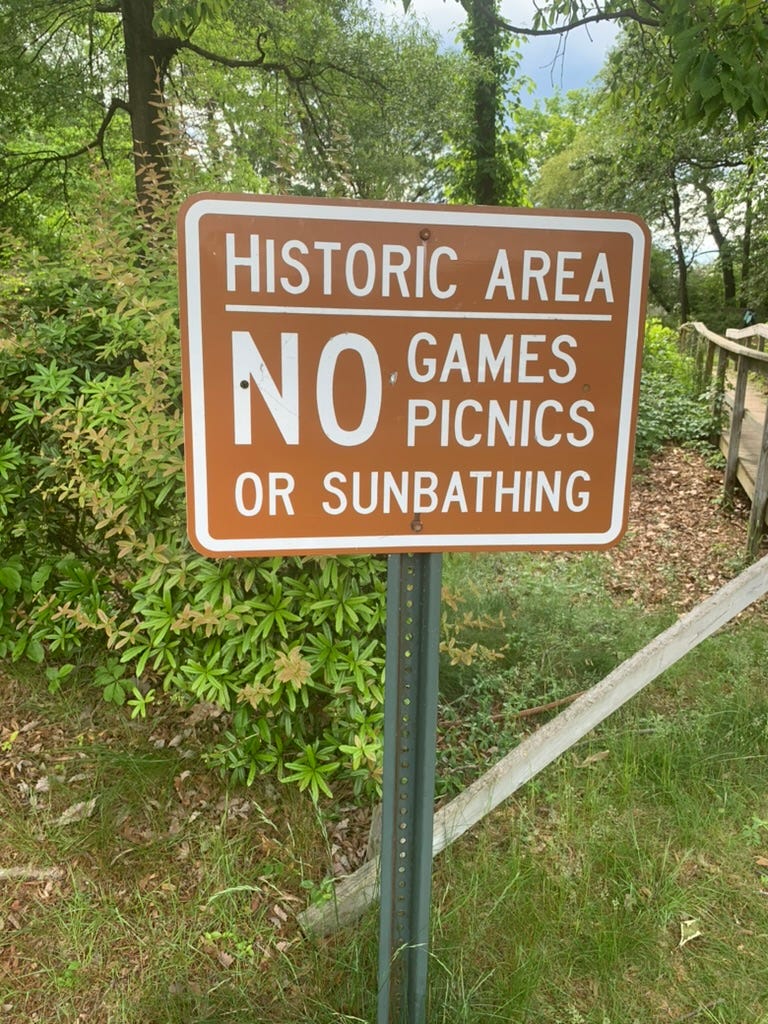 HISTORIC AREA
NO GAMES
PICNICS
OR SUNBATHING